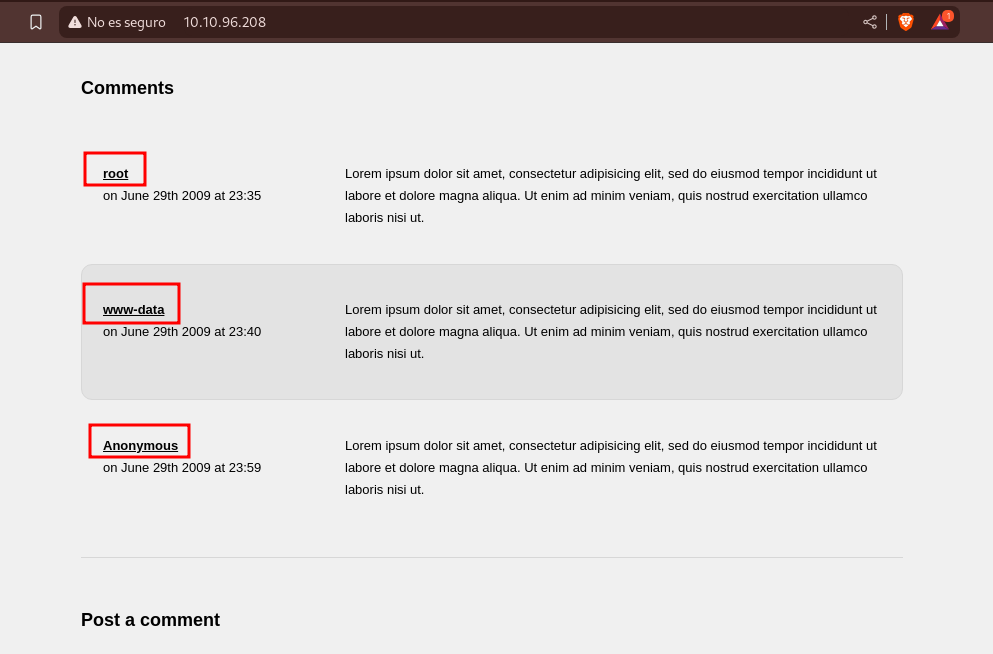 No es seguro 10.10.96.208
1
Comments
root
on June 29th 2009 at 23:35
Lorem ipsum dolor sit amet, consectetur adipisicing elit, sed do eiusmod tempor incididunt ut
labore et dolore magna aliqua. Ut enim ad minim veniam, quis nostrud exercitation ullamco
laboris nisi ut.
www-data
on June 29th 2009 at 23:40
Lorem ipsum dolor sit amet, consectetur adipisicing elit, sed do eiusmod tempor incididunt ut
labore et dolore magna aliqua. Ut enim ad minim veniam, quis nostrud exercitation ullamco
laboris nisi ut.
Anonymous
on June 29th 2009 at 23:59
Lorem ipsum dolor sit amet, consectetur adipisicing elit, sed do eiusmod tempor incididunt ut
labore et dolore magna aliqua. Ut enim ad minim veniam, quis nostrud exercitation ullamco
laboris nisi ut.
Post a comment